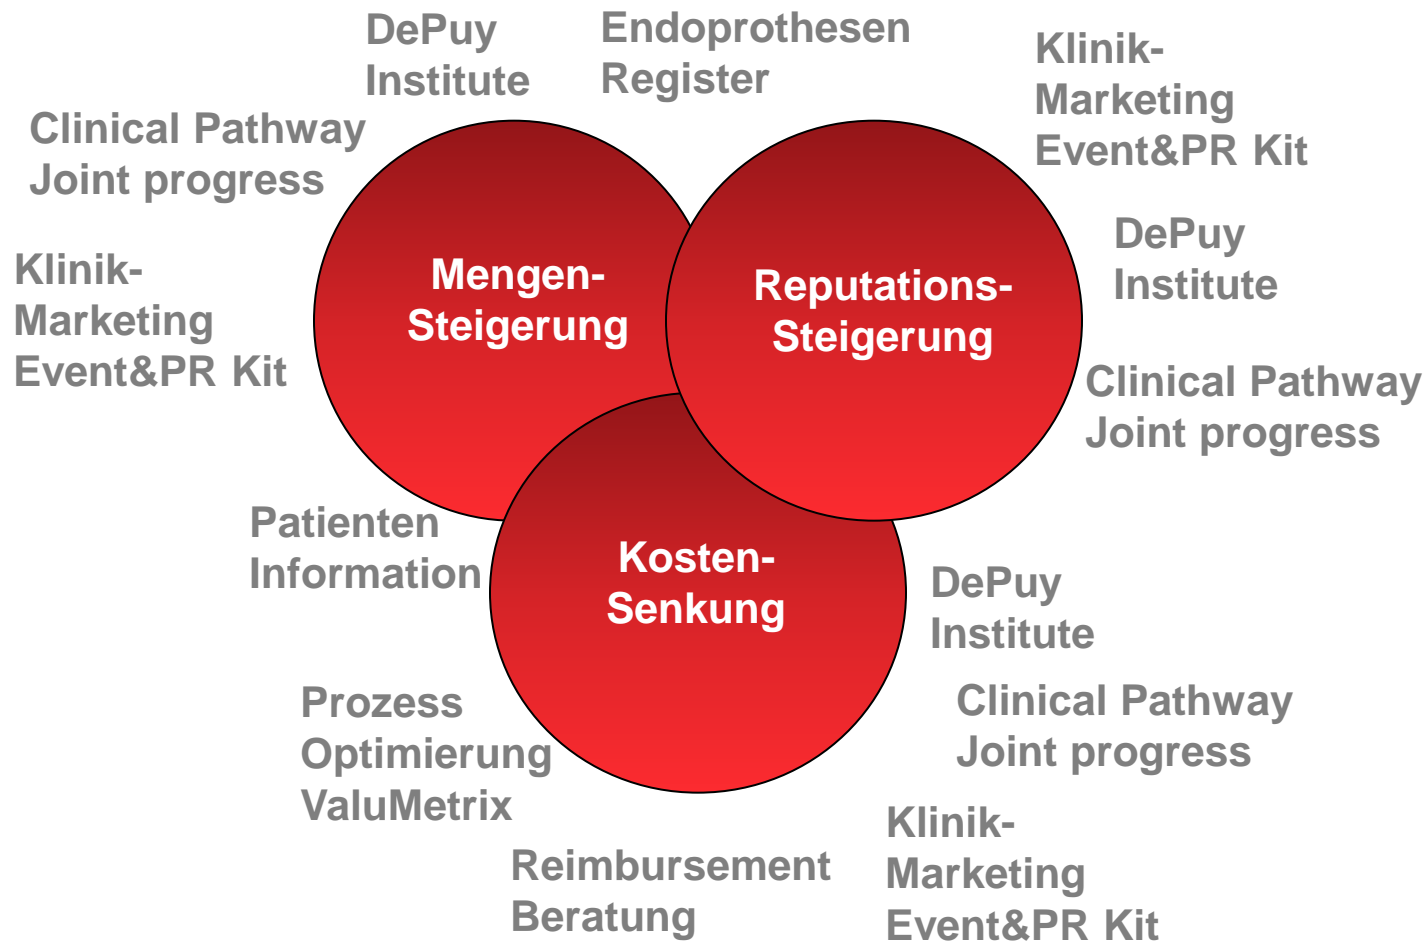 DePuy
Institute
Endoprothesen
Register
Klinik-
Marketing
Event&PR Kit
Clinical Pathway
Joint progress
DePuy
Institute
Klinik-
Marketing
Event&PR Kit
Mengen-
Steigerung
Reputations-
Steigerung
Clinical Pathway
Joint progress
Patienten
Information
Kosten-
Senkung
DePuy
Institute
Prozess
Optimierung
ValuMetrix
Clinical Pathway
Joint progress
Reimbursement
Beratung
Klinik-
Marketing
Event&PR Kit